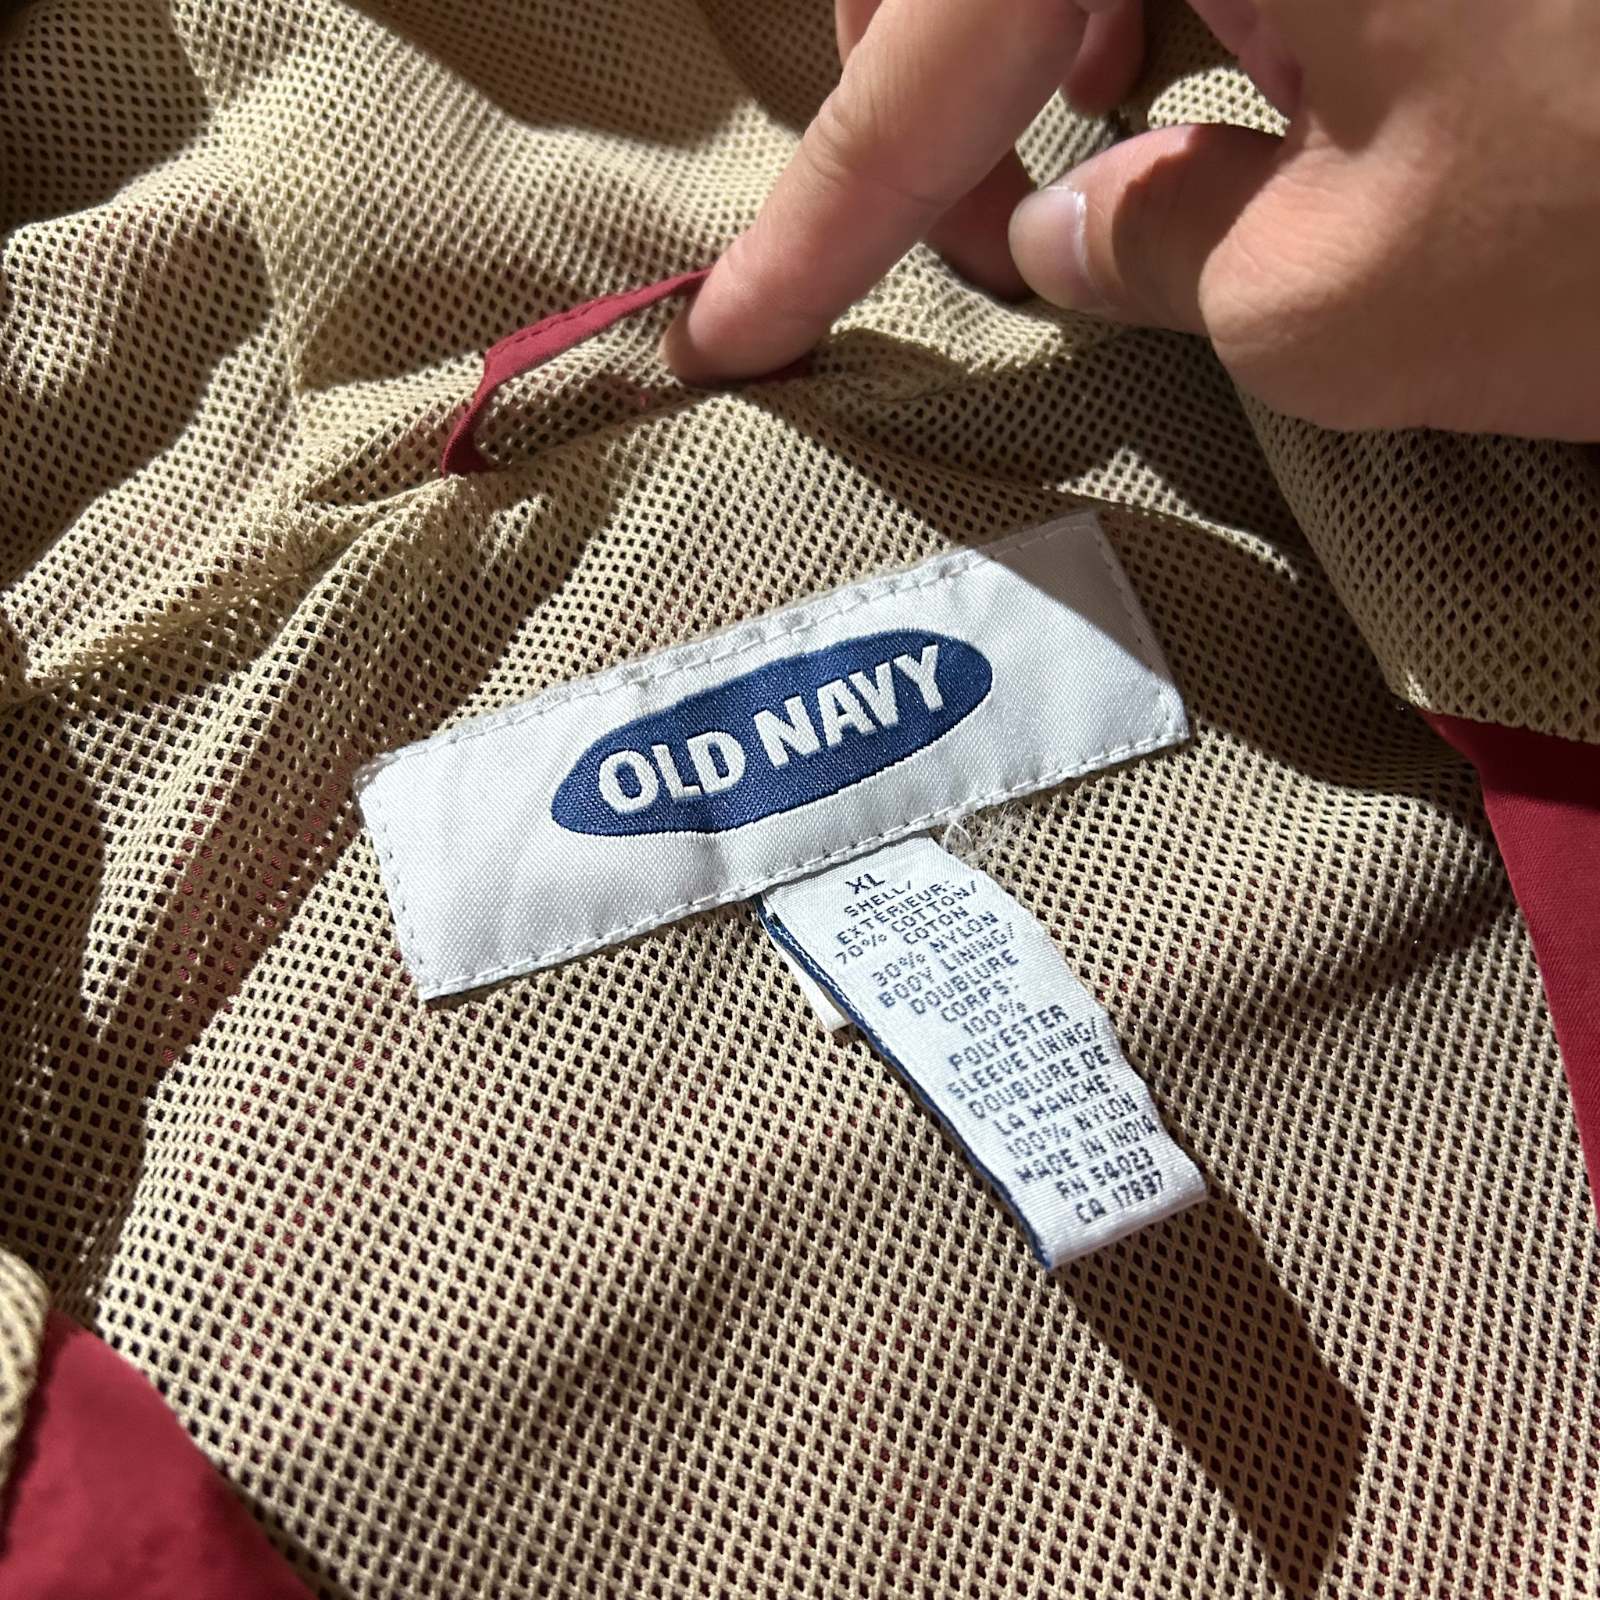 OLD NAVY
XL
SHELL/
EXTÉRIEUR:
70% COTTON/
COTON
30% NYLON
BODY LINING/
DOUBLURE
CORPS:
100%
POLYESTER
SLEEVE LINING/
DOUBLURE DE
LA MANCHE:
100% NYLON
MADE IN INDIA
RN 54023
CA 17897